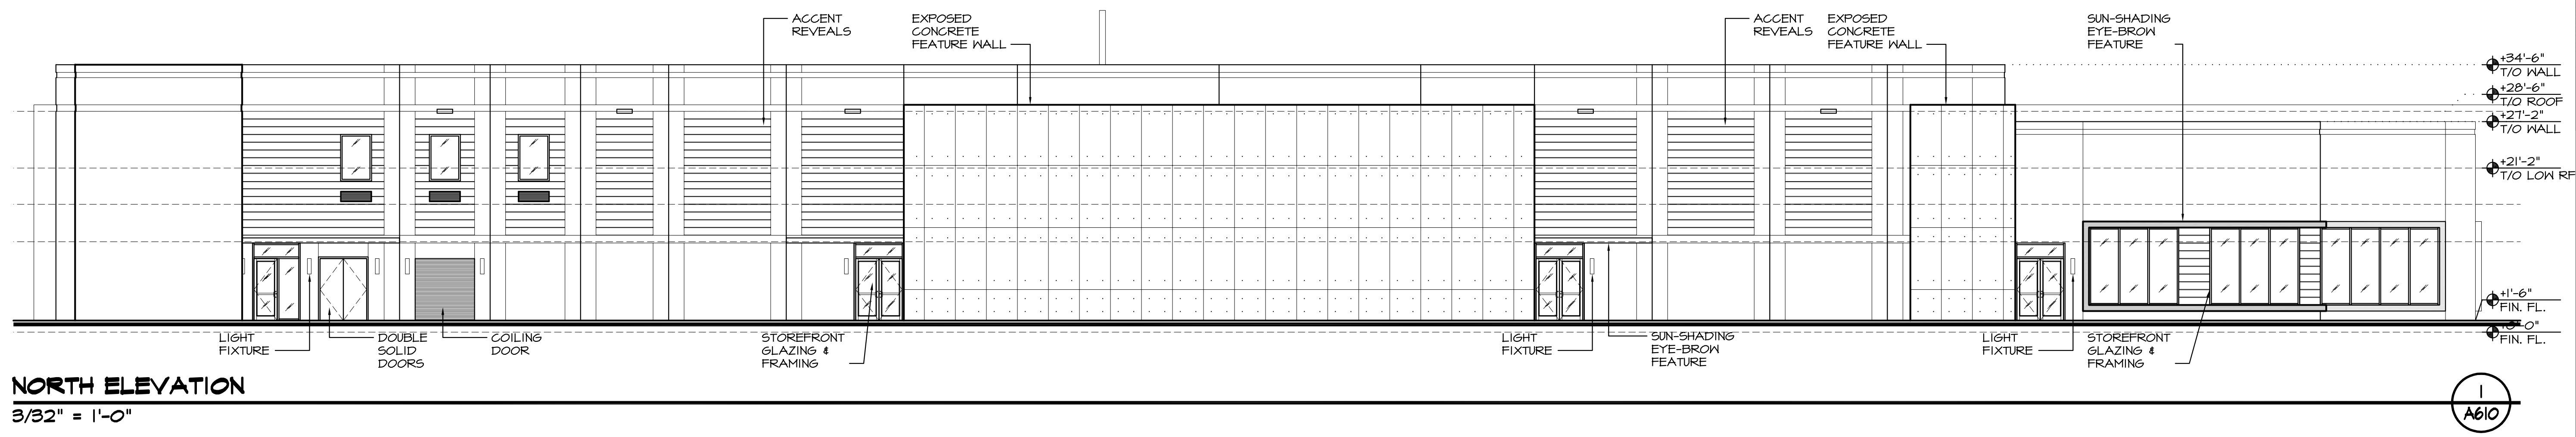 ACCENT
REVEALS
EXPOSED
CONCRETE
FEATURE WALL
ACCENT
REVEALS
EXPOSED
CONCRETE
FEATURE WALL
SUN-SHADING
EYE-BROW
FEATURE
+34'-6"
T/O WALL
+28'-6"
T/O ROOF
+27'-2"
T/O WALL
+21'-2"
T/O LOW RF
+1'-6"
FIN. FL.
FIN. FL.
LIGHT
FIXTURE
DOUBLE
SOLID
DOORS
COILING
DOOR
STOREFRONT
GLAZING &
FRAMING
LIGHT
FIXTURE
SUN-SHADING
EYE-BROW
FEATURE
LIGHT
FIXTURE
STOREFRONT
GLAZING &
FRAMING
NORTH ELEVATION
3/32" = 1'-0"
1
A610